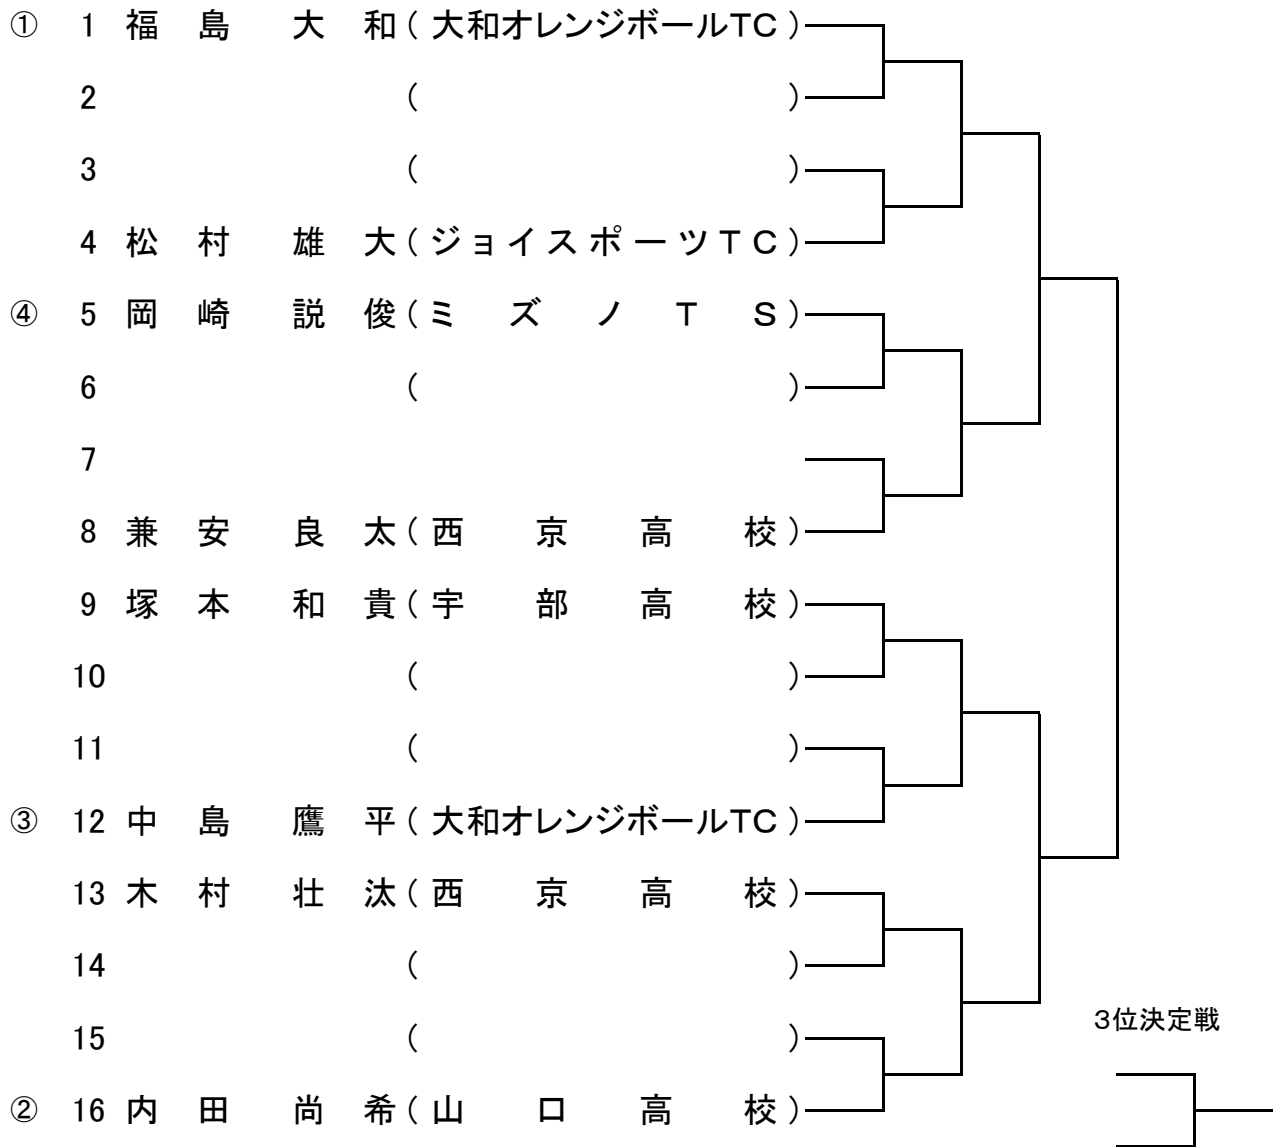 ① 1 福島 大和 ( 大和オレンジボールTC )
2 ( )
3 ( )
4 松村 雄大 ( ジョイスポーツTC )
④ 5 岡崎 説俊 ( ミズノTS )
6 ( )
7
8 兼安 良太 ( 西京高校 )
9 塚本 和貴 ( 宇部高校 )
10 ( )
11 ( )
③ 12 中島 鷹平 ( 大和オレンジボールTC )
13 木村 壮汰 ( 西京高校 )
14 ( )
15 ( )
3位決定戦
② 16 内田 尚希 ( 山口高校 )